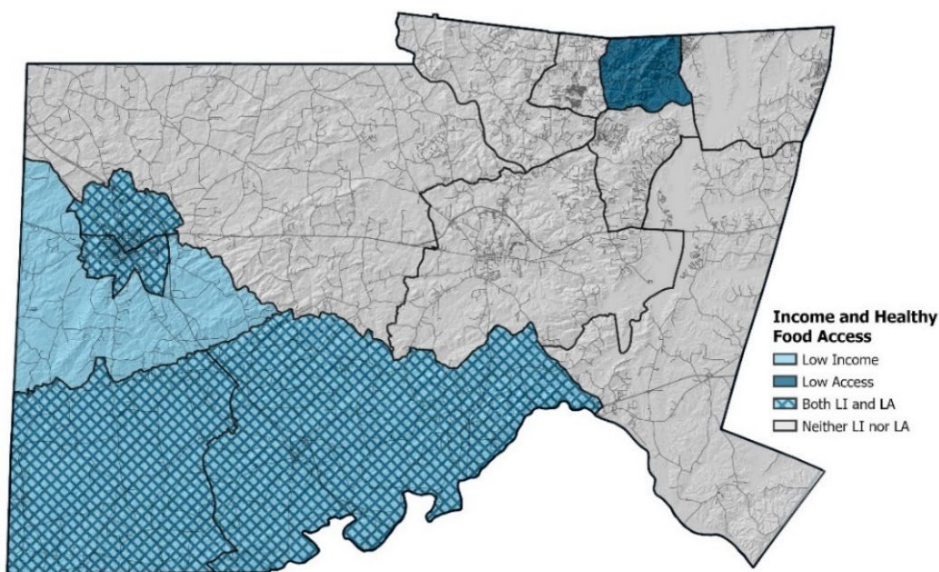 Income and Healthy
Food Access
Low Income
Low Access
Both LI and LA
Neither LI nor LA